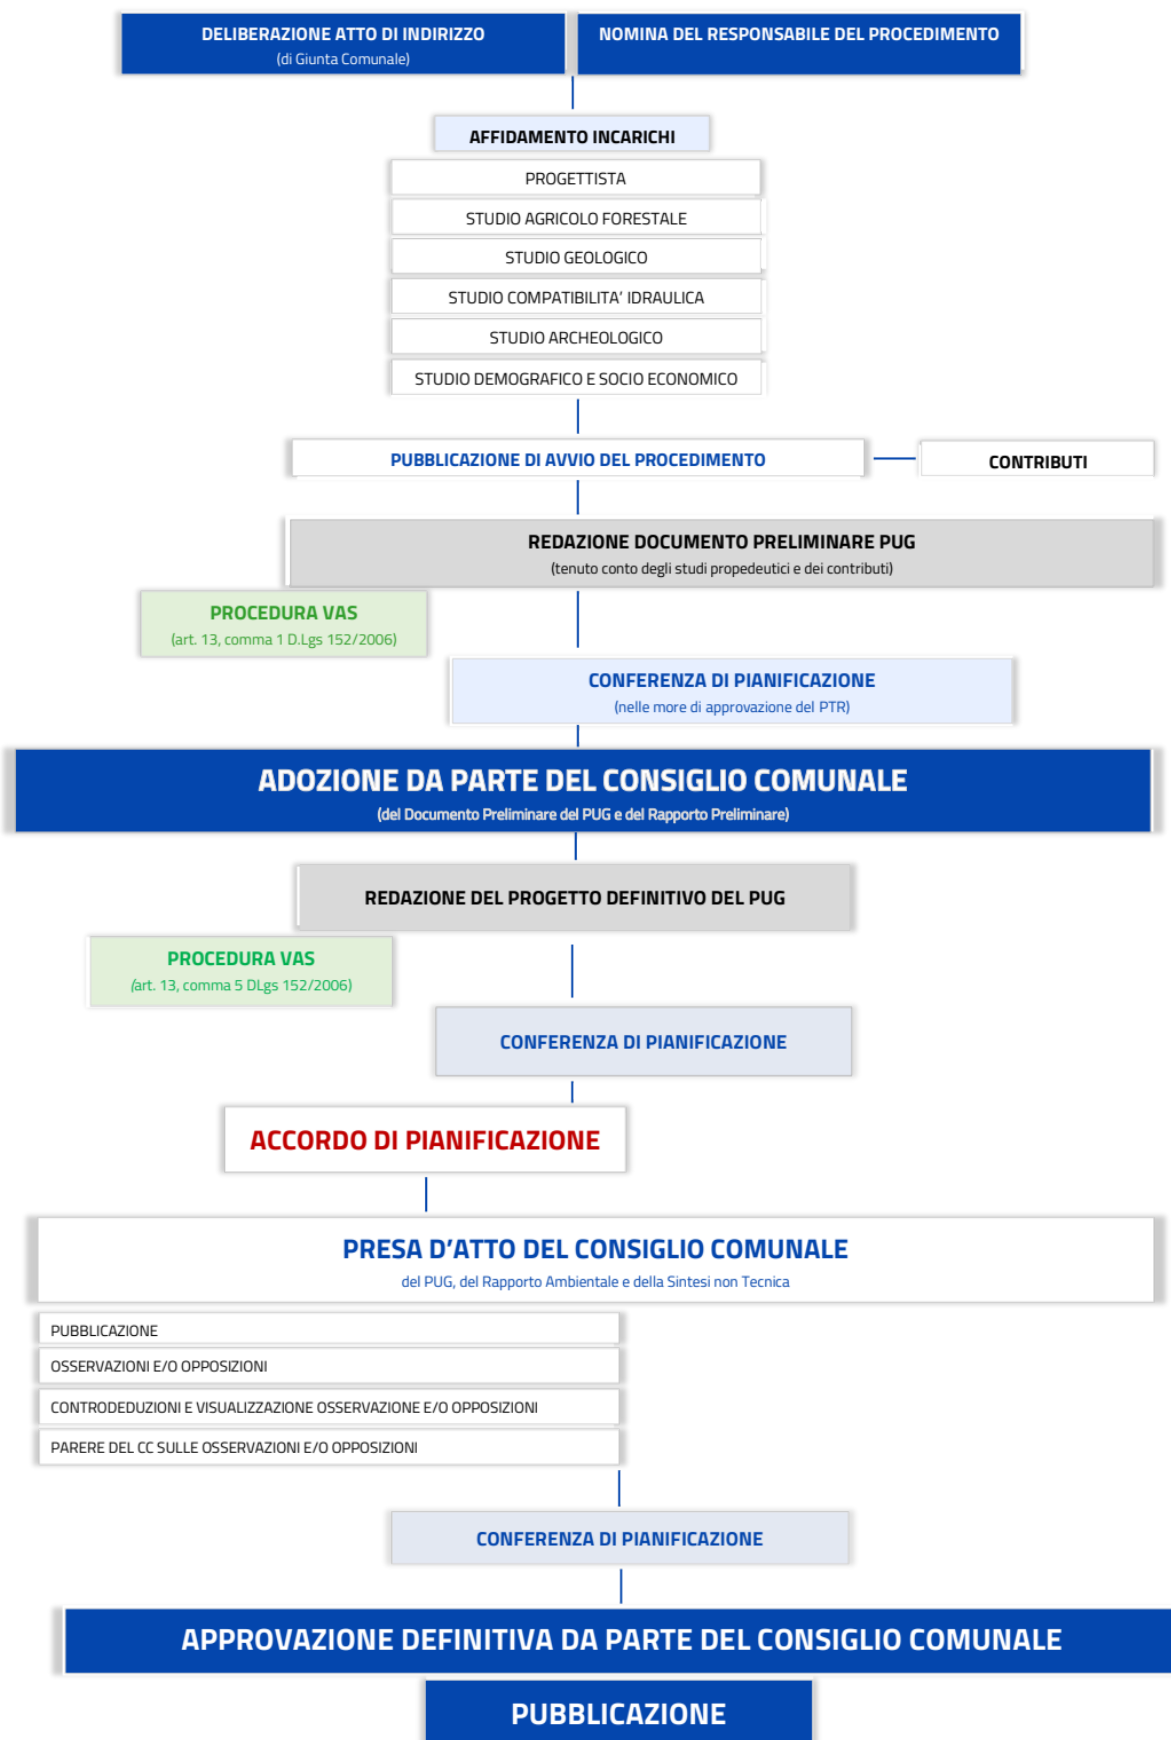 DELIBERAZIONE ATTO DI INDIRIZZO
(di Giunta Comunale)
NOMINA DEL RESPONSABILE DEL PROCEDIMENTO
AFFIDAMENTO INCARICHI
PROGETTISTA
STUDIO AGRICOLO FORESTALE
STUDIO GEOLOGICO
STUDIO COMPATIBILITA' IDRAULICA
STUDIO ARCHEOLOGICO
STUDIO DEMOGRAFICO E SOCIO ECONOMICO
PUBBLICAZIONE DI AVVIO DEL PROCEDIMENTO
CONTRIBUTI
REDAZIONE DOCUMENTO PRELIMINARE PUG
(tenuto conto degli studi propedeutici e dei contributi)
PROCEDURA VAS
(art. 13, comma 1 D.Lgs 152/2006)
CONFERENZA DI PIANIFICAZIONE
(nelle more di approvazione del PTR)
ADOZIONE DA PARTE DEL CONSIGLIO COMUNALE
(del Documento Preliminare del PUG e del Rapporto Preliminare)
REDAZIONE DEL PROGETTO DEFINITIVO DEL PUG
PROCEDURA VAS
(art. 13, comma 5 DLgs 152/2006)
CONFERENZA DI PIANIFICAZIONE
ACCORDO DI PIANIFICAZIONE
PRESA D'ATTO DEL CONSIGLIO COMUNALE
del PUG, del Rapporto Ambientale e della Sintesi non Tecnica
PUBBLICAZIONE
OSSERVAZIONI E/O OPPOSIZIONI
CONTRODEDUZIONI E VISUALIZZAZIONE OSSERVAZIONE E/O OPPOSIZIONI
PARERE DEL CC SULLE OSSERVAZIONI E/O OPPOSIZIONI
CONFERENZA DI PIANIFICAZIONE
APPROVAZIONE DEFINITIVA DA PARTE DEL CONSIGLIO COMUNALE
PUBBLICAZIONE